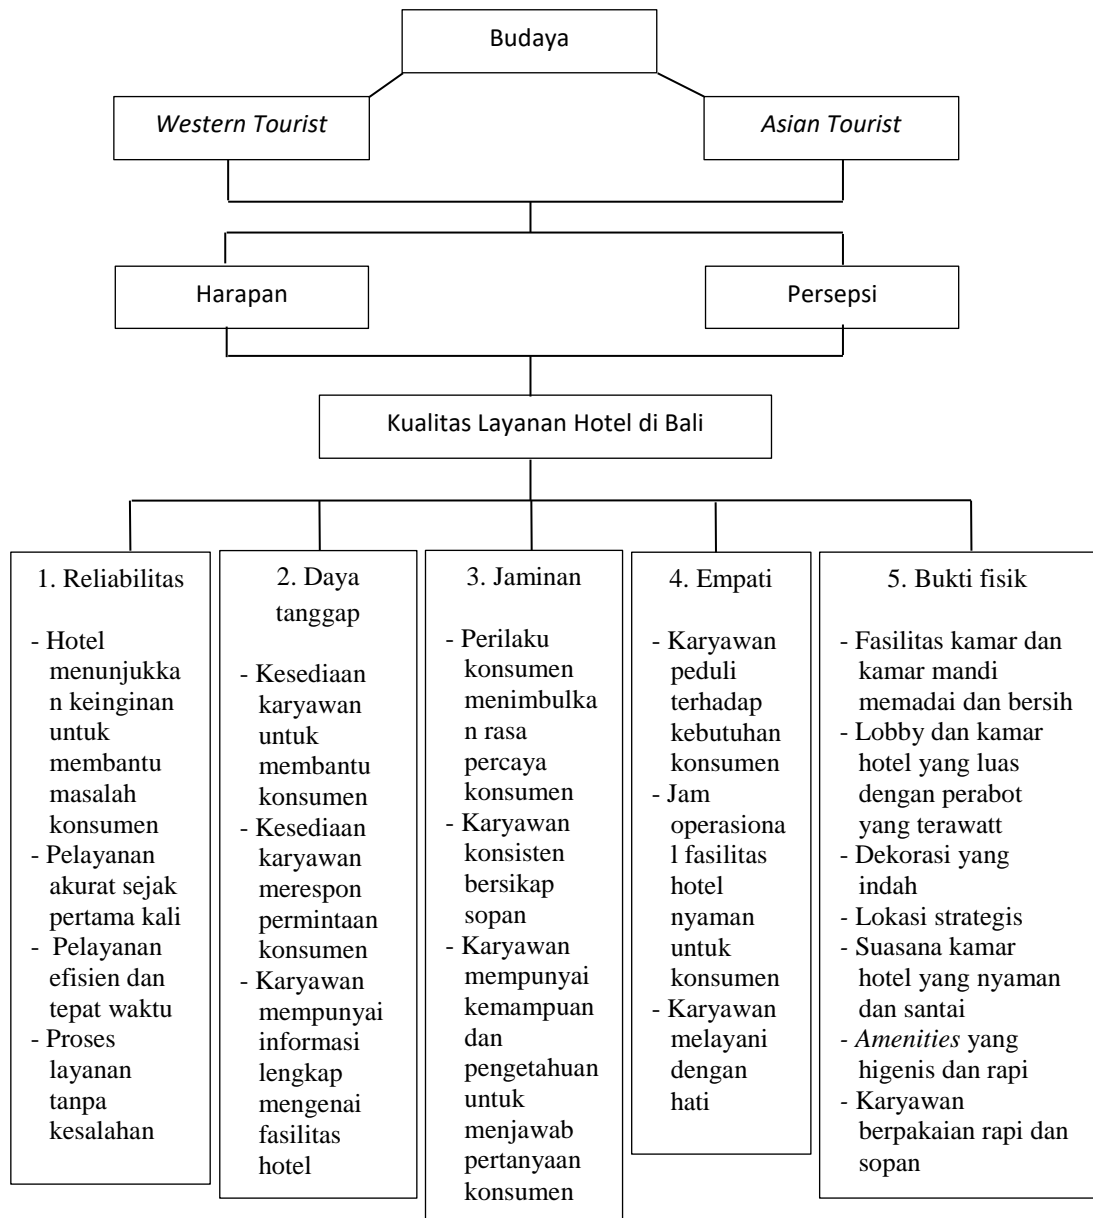 Budaya
Western Tourist
Asian Tourist
Harapan
Persepsi
Kualitas Layanan Hotel di Bali
1. Reliabilitas
- Hotel
menunjukka
n keinginan
untuk
membantu
masalah
konsumen
- Pelayanan
akurat sejak
pertama kali
- Pelayanan
efisien dan
tepat waktu
- Proses
layanan
tanpa
kesalahan
2. Daya
tanggap
- Kesediaan
karyawan
untuk
membantu
konsumen
- Kesediaan
karyawan
merespon
permintaan
konsumen
- Karyawan
mempunyai
informasi
lengkap
mengenai
fasilitas
hotel
3. Jaminan
- Perilaku
konsumen
menimbulka
n rasa
percaya
konsumen
- Karyawan
konsisten
bersikap
sopan
- Karyawan
mempunyai
kemampuan
dan
pengetahuan
untuk
menjawab
pertanyaan
konsumen
4. Empati
- Karyawan
peduli
terhadap
kebutuhan
konsumen
- Jam
operasiona
l fasilitas
hotel
nyaman
untuk
konsumen
- Karyawan
melayani
dengan
hati
5. Bukti fisik
- Fasilitas kamar dan
kamar mandi
memadai dan bersih
- Lobby dan kamar
hotel yang luas
dengan perabot
yang terawatt
- Dekorasi yang
indah
- Lokasi strategis
- Suasana kamar
hotel yang nyaman
dan santai
- Amenities yang
higenis dan rapi
- Karyawan
berpakaian rapi dan
sopan